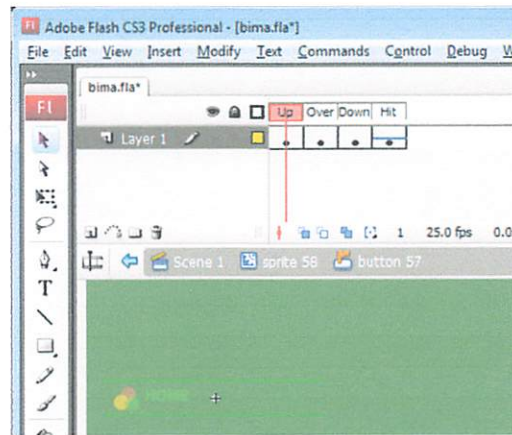 Adobe Flash CS3 Professional - [bima.fla*]
File Edit View Insert Modify Text Commands Control Debug W
bima.fla*
Fl
Up Over Down Hit
Layer 1
1 25.0 fps 0.0
Scene 1 sprite 58 button 57
T
HOME